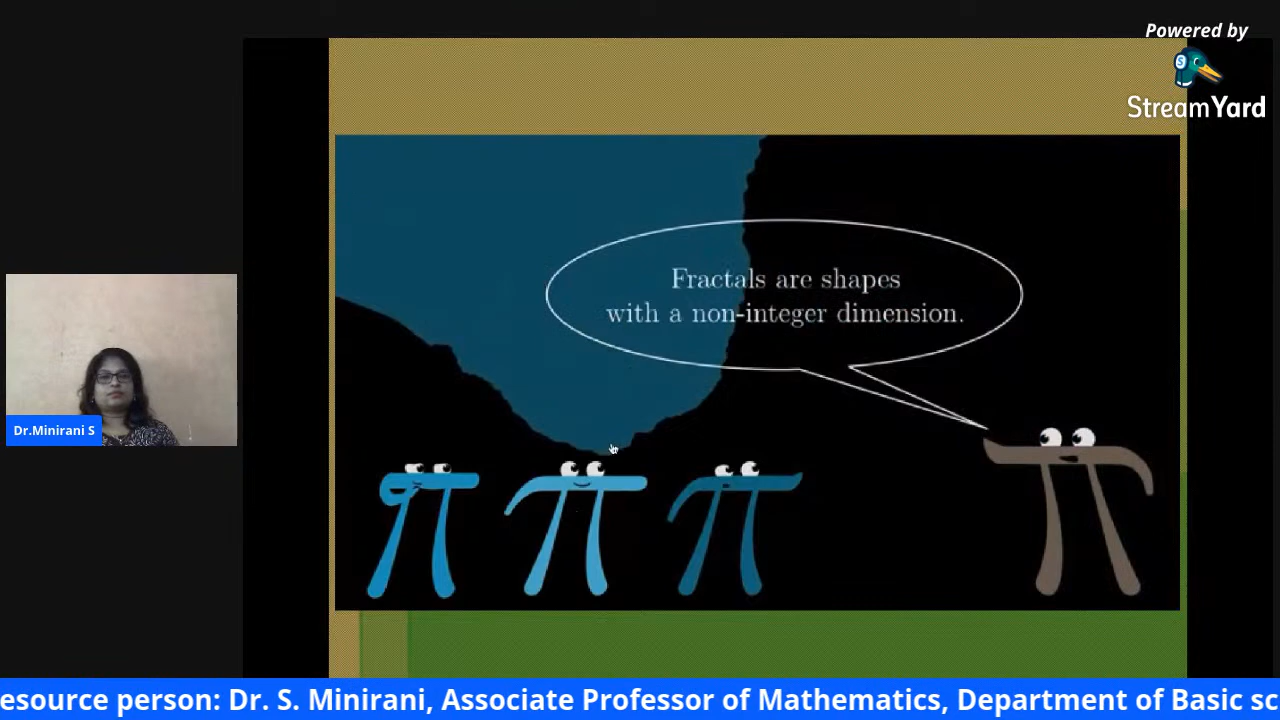 Powered by
StreamYard
Fractals are shapes
with a non-integer dimension.
Dr.Minirani S
esource person: Dr. S. Minirani, Associate Professor of Mathematics, Department of Basic sc